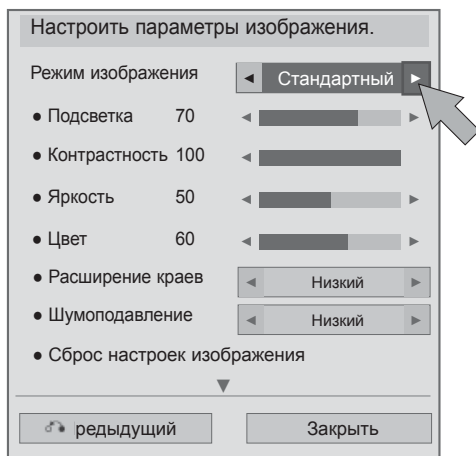 Настроить параметры изображения.
Режим изображения ◄ Стандартный ►
● Подсветка 70
● Контрастность 100
● Яркость 50
● Цвет 60
● Расширение краев ◄ Низкий ►
● Шумоподавление ◄ Низкий ►
● Сброс настроек изображения
редыдущий Закрыть